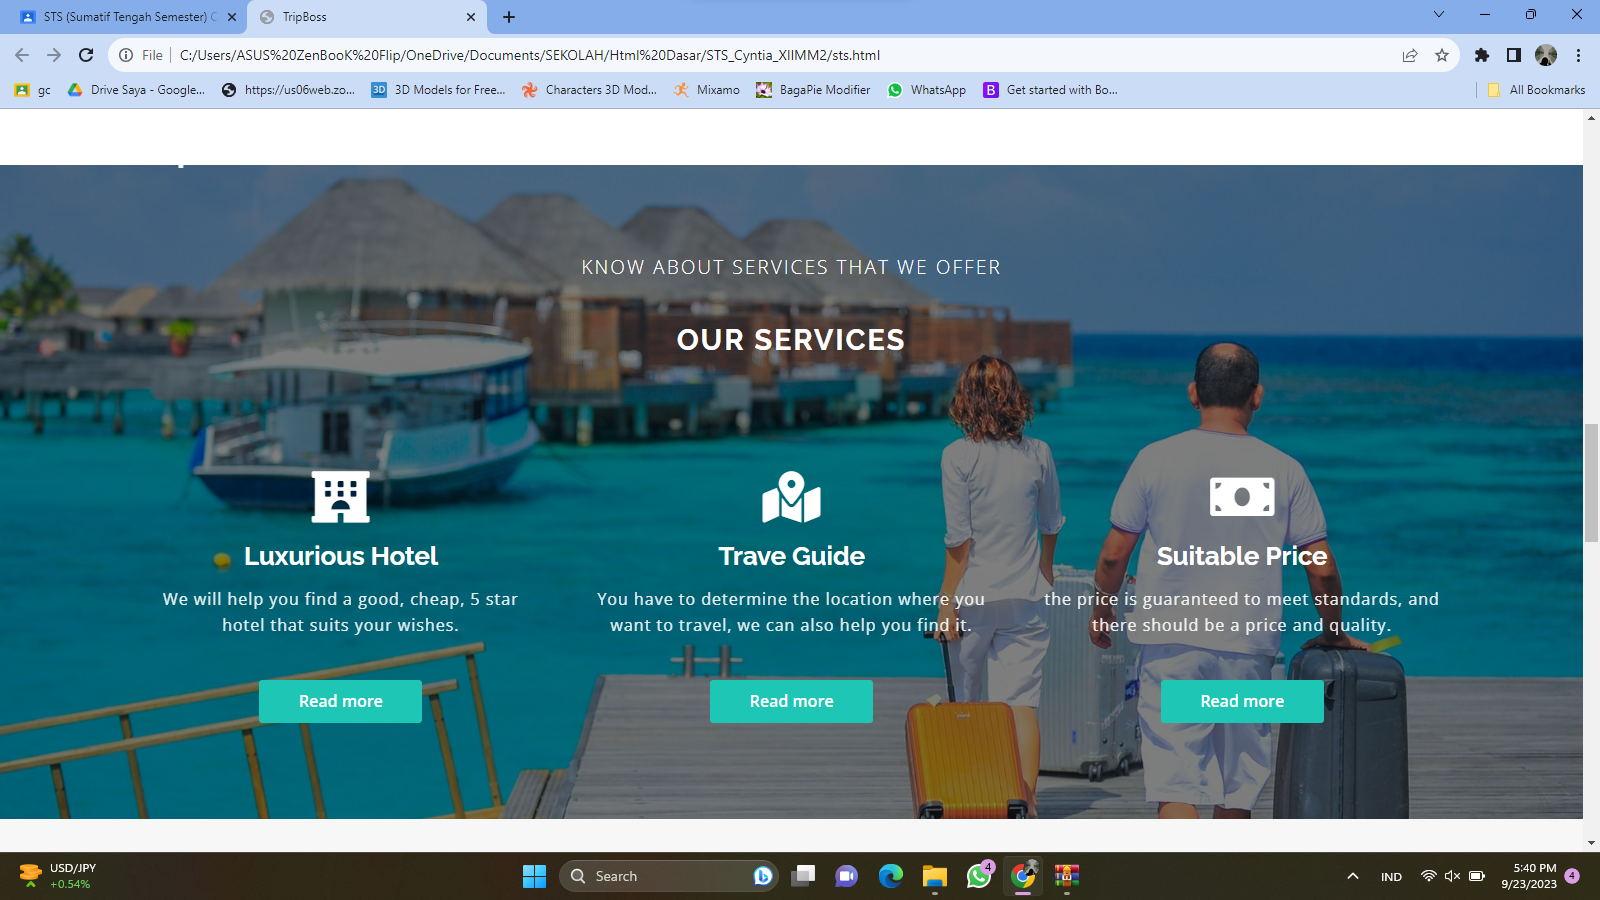 STS (Sumatif Tengah Semester) C
TripBoss
File
C:/Users/ASUS%20ZenBooK%20Flip/OneDrive/Documents/SEKOLAH/Html%20Dasar/STS_Cyntia_XIIMM2/sts.html
gc
Drive Saya - Google...
https://us06web.zo...
3D
3D Models for Free...
Characters 3D Mod...
Mixamo
BagaPie Modifier
WhatsApp
B
Get started with Bo...
All Bookmarks
KNOW ABOUT SERVICES THAT WE OFFER
OUR SERVICES
Luxurious Hotel
We will help you find a good, cheap, 5 star
hotel that suits your wishes.
Read more
Trave Guide
You have to determine the location where you
want to travel, we can also help you find it.
Read more
Suitable Price
the price is guaranteed to meet standards, and
there should be a price and quality.
Read more
USD/JPY
+0.54%
Search
4
IND
5:40 PM
9/23/2023
4